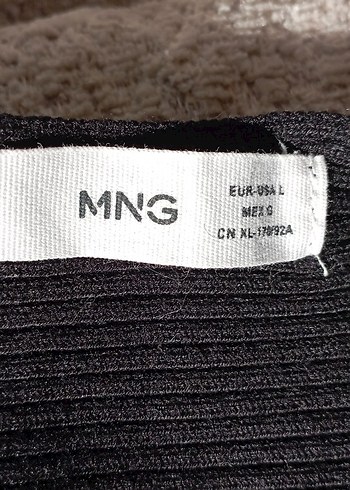 MNG
EUR-USA L
MEX G
CN XL-170/92A